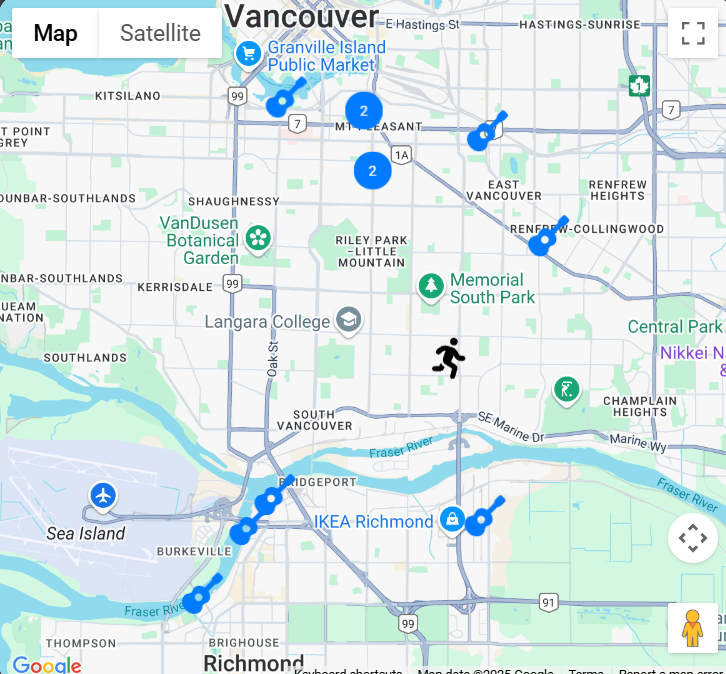 Map
Satellite
Vancouver
E Hastings St
HASTINGS-SUNRISE
Granville Island
Public Market
KITSILANO
99
7
2
MT PLEASANT
1
7
T POINT
GREY
1A
2
EAST
VANCOUVER
RENFREW
HEIGHTS
DUNBAR-SOUTHLANDS
SHAUGHNESSY
VanDusen
Botanical
Garden
RILEY PARK
–LITTLE
MOUNTAIN
RENFREW-COLLINGWOOD
NBAR-SOUTHLANDS
KERRISDALE
99
Memorial
South Park
UEAM
NATION
Langara College
Central Park
Oak St
SOUTHLANDS
Nikkei N
&
CHAMPLAIN
HEIGHTS
SOUTH
VANCOUVER
SE Marine Dr
Marine Wy
Fraser River
BRIDGEPORT
Fraser River
Sea Island
IKEA Richmond
BURKEVILLE
Fraser River
91
99
THOMPSON
BRIGHOUSE
Richmond
Google
Keyboard shortcuts
Map data ©2025 Google
Terms
Report a map error